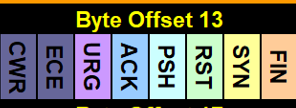 Byte Offset 13
CWR ECE URG ACK PSH RST SYN FIN